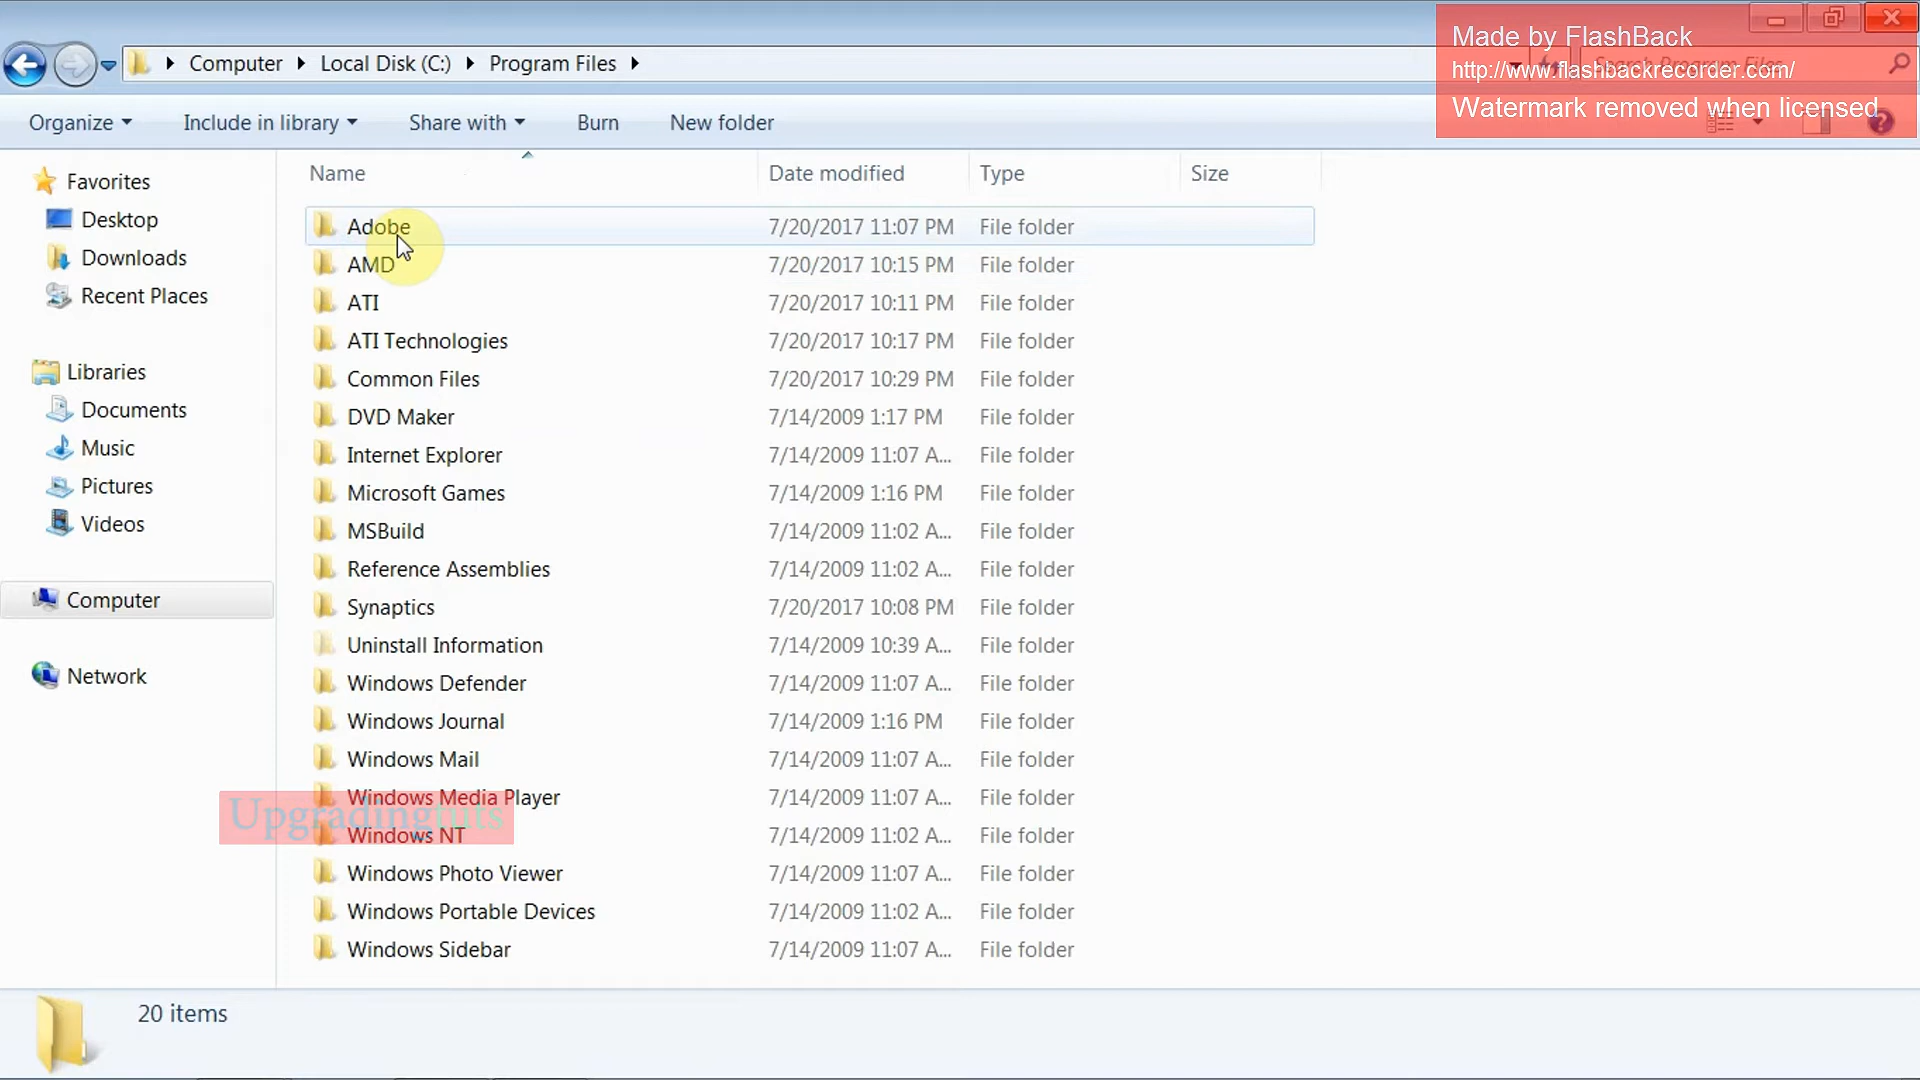 Made by FlashBack
http://www.flashbackrecorder.com/
Watermark removed when licensed
Computer Local Disk (C:) Program Files
Search Program Files
Organize Include in library Share with Burn New folder
Name Date modified Type Size
Favorites
Desktop
Downloads
Recent Places
Libraries
Documents
Music
Pictures
Videos
Computer
Network
Adobe 7/20/2017 11:07 PM File folder
AMD 7/20/2017 10:15 PM File folder
ATI 7/20/2017 10:11 PM File folder
ATI Technologies 7/20/2017 10:17 PM File folder
Common Files 7/20/2017 10:29 PM File folder
DVD Maker 7/14/2009 1:17 PM File folder
Internet Explorer 7/14/2009 11:07 A... File folder
Microsoft Games 7/14/2009 1:16 PM File folder
MSBuild 7/14/2009 11:02 A... File folder
Reference Assemblies 7/14/2009 11:02 A... File folder
Synaptics 7/20/2017 10:08 PM File folder
Uninstall Information 7/14/2009 10:39 A... File folder
Windows Defender 7/14/2009 11:07 A... File folder
Windows Journal 7/14/2009 1:16 PM File folder
Windows Mail 7/14/2009 11:07 A... File folder
Windows Media Player 7/14/2009 11:07 A... File folder
Upgradingtuts
Windows NT 7/14/2009 11:02 A... File folder
Windows Photo Viewer 7/14/2009 11:07 A... File folder
Windows Portable Devices 7/14/2009 11:02 A... File folder
Windows Sidebar 7/14/2009 11:07 A... File folder
20 items